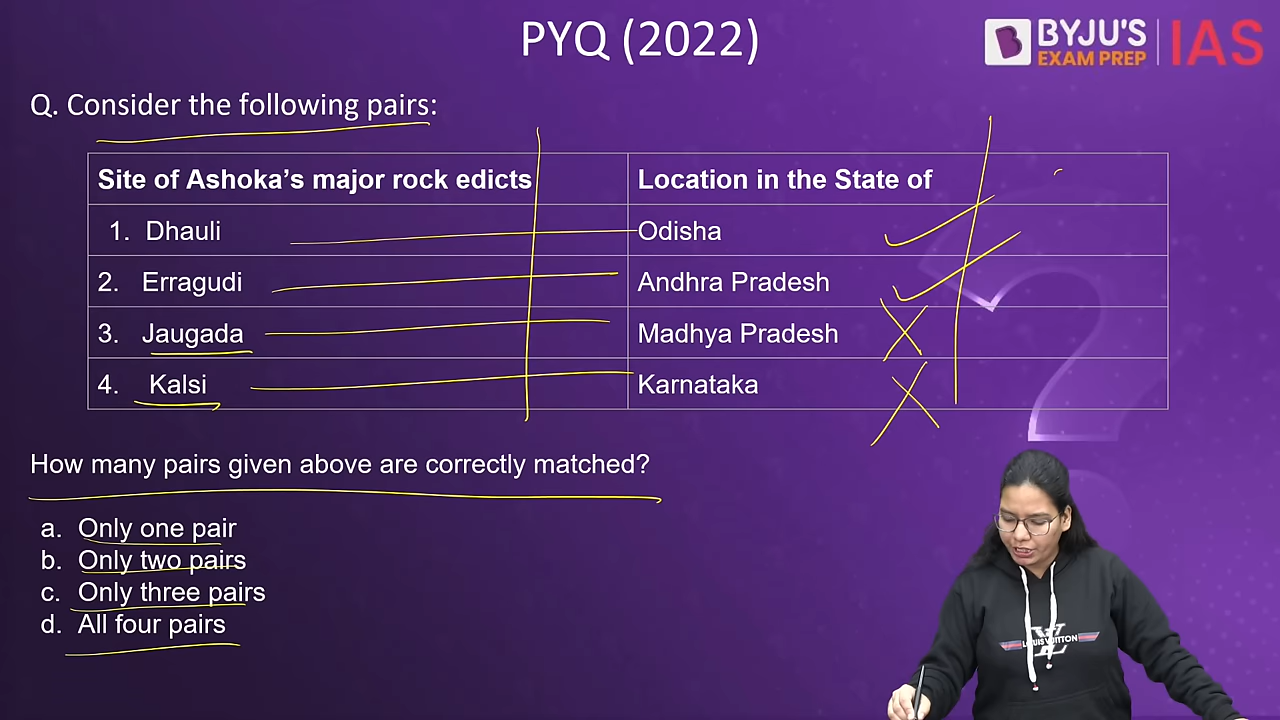 PYQ (2022)
BYJU'S
EXAM PREP
IAS
Q. Consider the following pairs:
Site of Ashoka's major rock edicts Location in the State of
1. Dhauli Odisha
2. Erragudi Andhra Pradesh
3. Jaugada Madhya Pradesh
4. Kalsi Karnataka
How many pairs given above are correctly matched?
a. Only one pair
b. Only two pairs
c. Only three pairs
d. All four pairs
LOUIS VUITTON